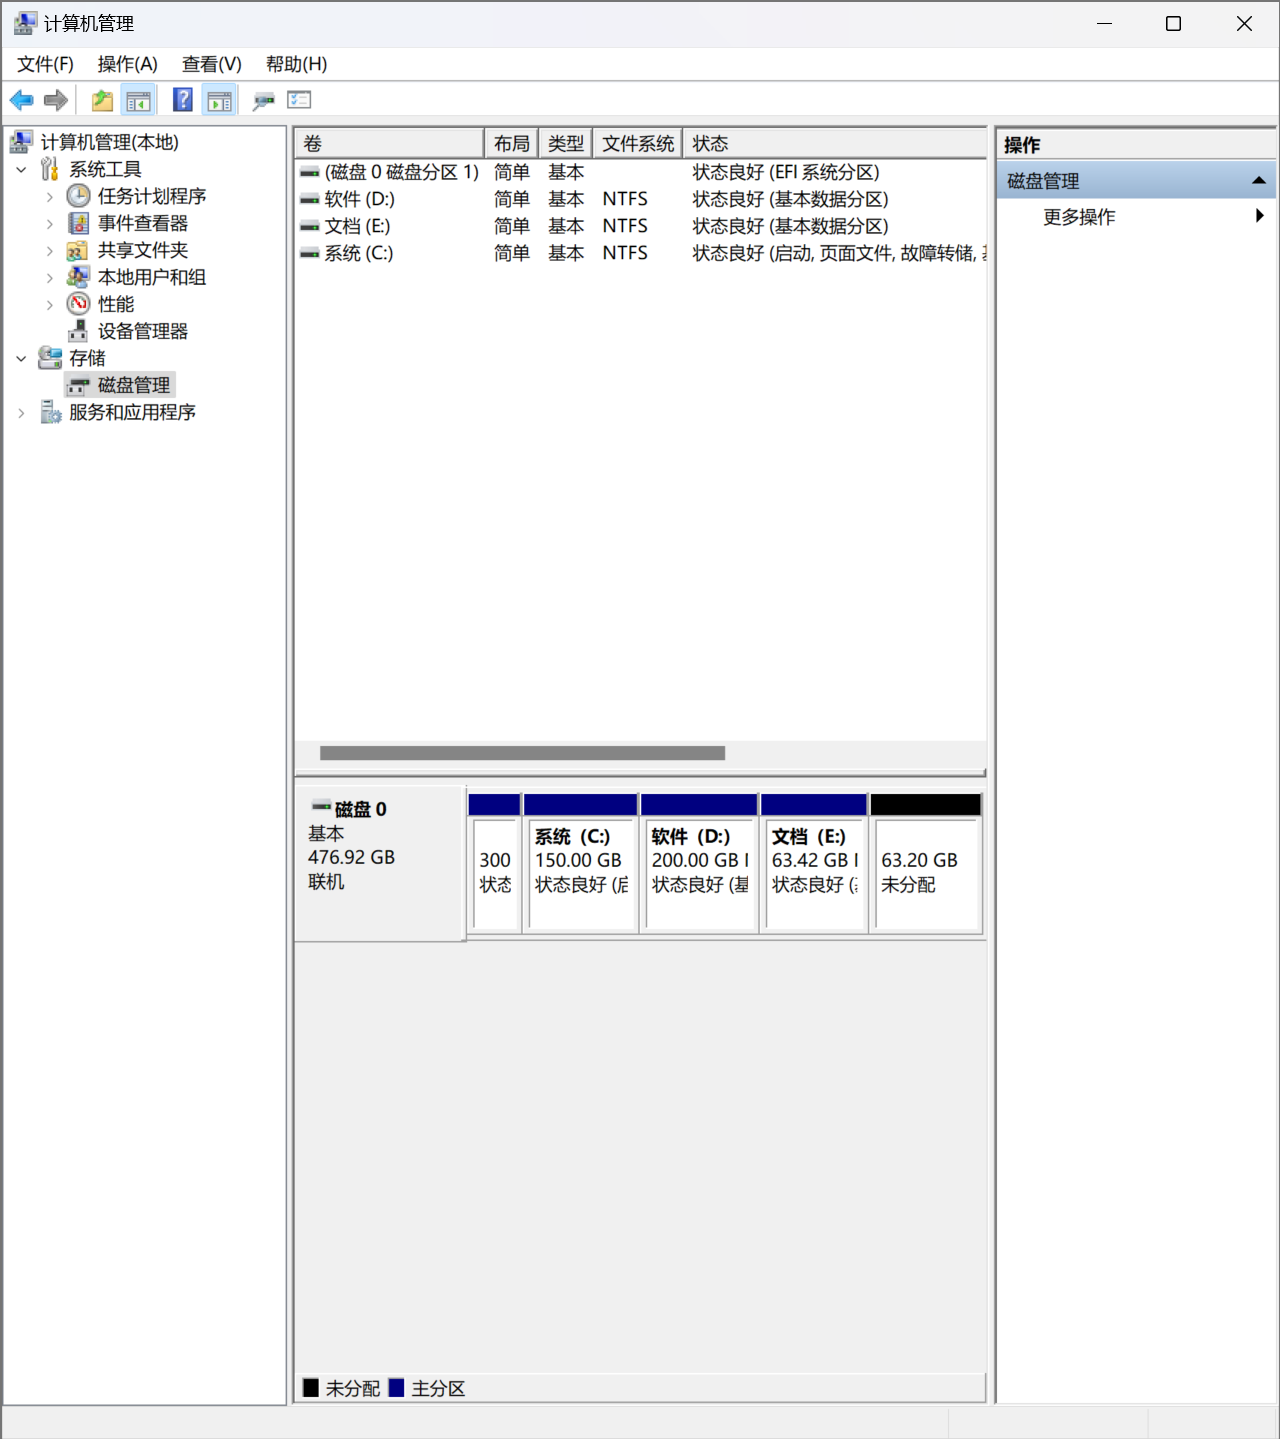 计算机管理
文件(F) 操作(A) 查看(V) 帮助(H)
计算机管理(本地)
系统工具
任务计划程序
事件查看器
共享文件夹
本地用户和组
性能
设备管理器
存储
磁盘管理
服务和应用程序
卷 布局 类型 文件系统 状态
(磁盘 0 磁盘分区 1) 简单 基本 状态良好 (EFI 系统分区)
软件 (D:) 简单 基本 NTFS 状态良好 (基本数据分区)
文档 (E:) 简单 基本 NTFS 状态良好 (基本数据分区)
系统 (C:) 简单 基本 NTFS 状态良好 (启动, 页面文件, 故障转储,
磁盘 0
基本
476.92 GB
联机
300
状态
系统 (C:)
150.00 GB
状态良好 (启
软件 (D:)
200.00 GB
状态良好 (基
文档 (E:)
63.42 GB
状态良好 (
63.20 GB
未分配
未分配 主分区
操作
磁盘管理
更多操作